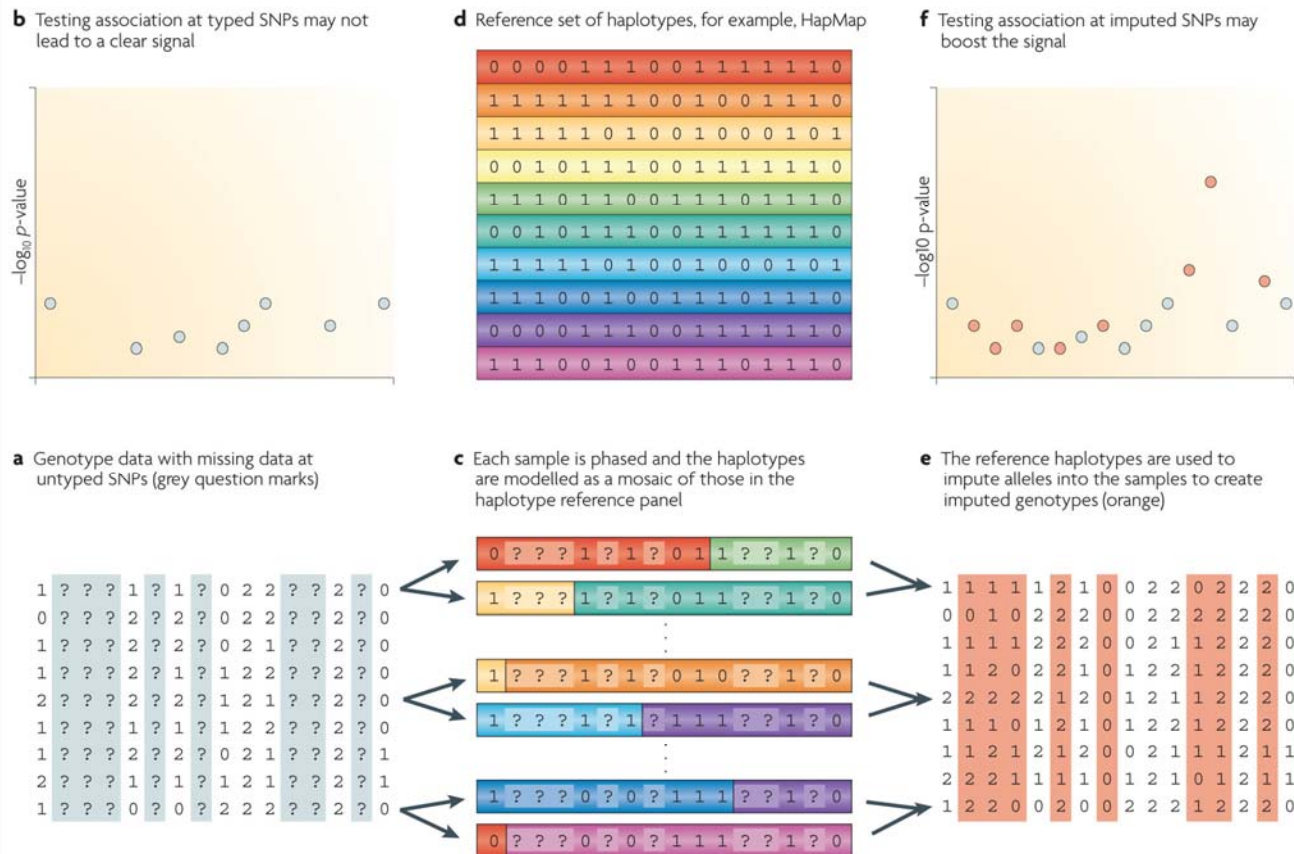 b Testing association at typed SNPs may not
lead to a clear signal
–log₁₀ p-value
d Reference set of haplotypes, for example, HapMap
0 0 0 0 1 1 1 0 0 1 1 1 1 1 1 0
1 1 1 1 1 1 1 0 0 1 0 0 1 1 1 0
1 1 1 1 1 0 1 0 0 1 0 0 0 1 0 1
0 0 1 0 1 1 1 0 0 1 1 1 1 1 1 0
1 1 1 0 1 1 0 0 1 1 1 0 1 1 1 0
0 0 1 0 1 1 1 0 0 1 1 1 1 1 1 0
1 1 1 1 1 0 1 0 0 1 0 0 0 1 0 1
1 1 1 0 0 1 0 0 1 1 1 0 1 1 1 0
0 0 0 0 1 1 1 0 0 1 1 1 1 1 1 0
1 1 1 0 0 1 0 0 1 1 1 0 1 1 1 0
f Testing association at imputed SNPs may
boost the signal
–log10 p-value
a Genotype data with missing data at
untyped SNPs (grey question marks)
1 ? ? ? 1 ? 1 ? 0 2 2 ? ? 2 ? 0
0 ? ? ? 2 ? 2 ? 0 2 2 ? ? 2 ? 0
1 ? ? ? 2 ? 2 ? 0 2 1 ? ? 2 ? 0
1 ? ? ? 2 ? 1 ? 1 2 2 ? ? 2 ? 0
2 ? ? ? 2 ? 1 ? 1 2 1 ? ? 2 ? 0
1 ? ? ? 1 ? 1 ? 1 2 2 ? ? 2 ? 0
1 ? ? ? 2 ? 2 ? 0 2 1 ? ? 2 ? 1
2 ? ? ? 1 ? 1 ? 1 2 1 ? ? 2 ? 1
1 ? ? ? 0 ? 0 ? 2 2 2 ? ? 2 ? 0
c Each sample is phased and the haplotypes
are modelled as a mosaic of those in the
haplotype reference panel
0 ? ? ? 1 ? 1 ? 0 1 1 ? ? 1 ? 0
1 ? ? ? 1 ? 1 ? 0 1 1 ? ? 1 ? 0
1 ? ? ? 1 ? 1 ? 0 1 0 ? ? 1 ? 0
1 ? ? ? 1 ? 1 ? 1 1 1 ? ? 1 ? 0
1 ? ? ? 0 ? 0 ? 1 1 1 ? ? 1 ? 0
0 ? ? ? 0 ? 0 ? 1 1 1 ? ? 1 ? 0
e The reference haplotypes are used to
impute alleles into the samples to create
imputed genotypes (orange)
1 1 1 1 1 2 1 0 0 2 2 0 2 2 2 0
0 0 1 0 2 2 2 0 0 2 2 2 2 2 2 0
1 1 1 1 2 2 2 0 0 2 1 1 2 2 2 0
1 1 2 0 2 2 1 0 1 2 2 1 2 2 2 0
2 2 2 2 2 1 2 0 1 2 1 1 2 2 2 0
1 1 1 0 1 2 1 0 1 2 2 1 2 2 2 0
1 1 2 1 2 1 2 0 0 2 1 1 1 2 1 1
2 2 2 1 1 1 1 0 1 2 1 0 1 2 1 1
1 2 2 0 0 2 0 0 2 2 2 1 2 2 2 0